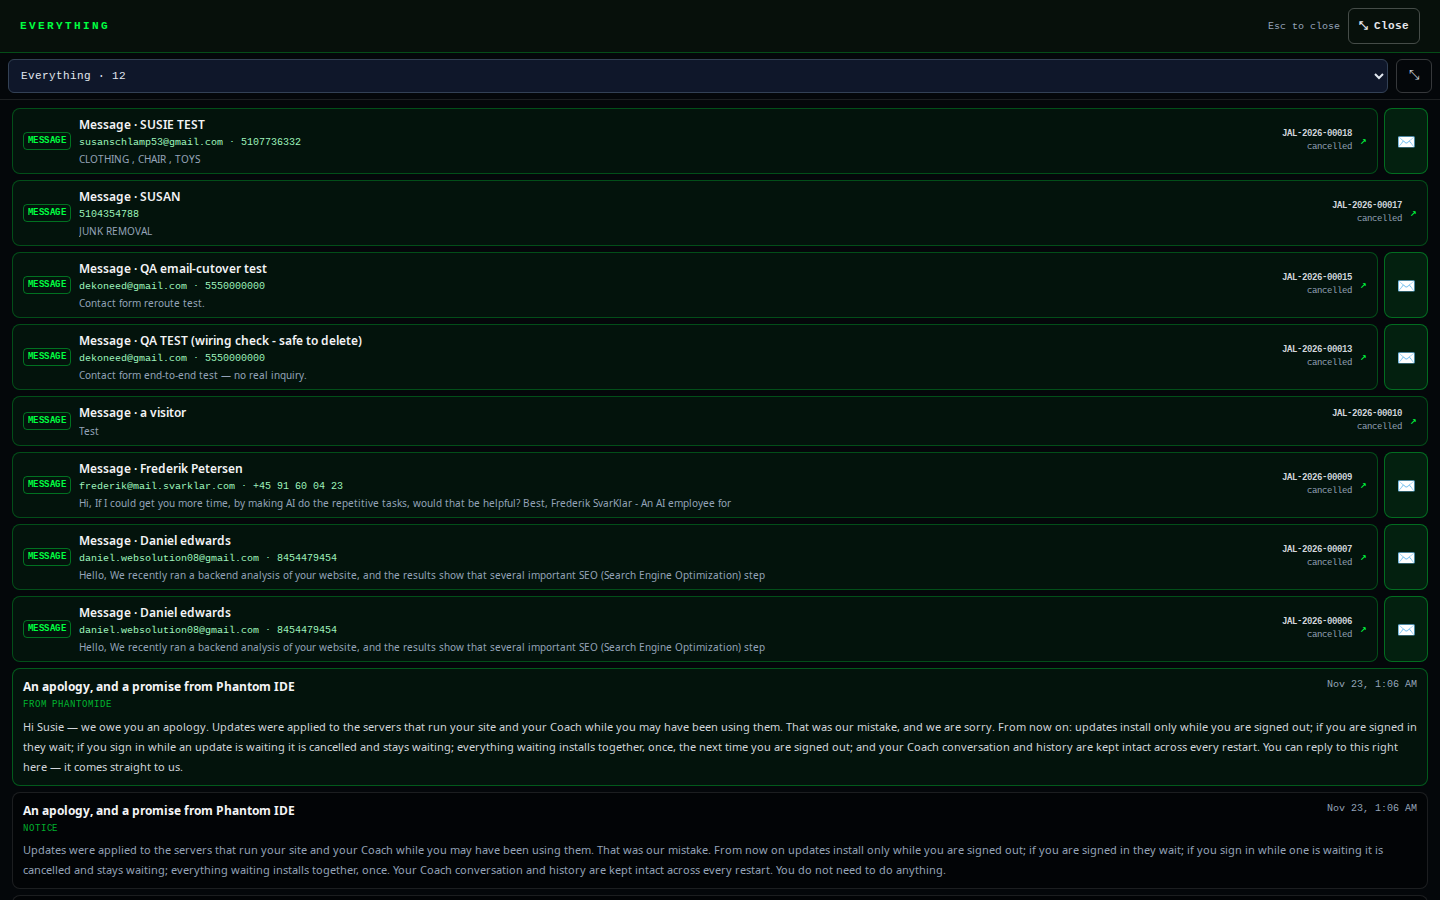 EVERYTHING
Esc to close
⤡ Close
Everything · 12
MESSAGE
Message · SUSIE TEST
susanschlamp53@gmail.com · 5107736332
CLOTHING , CHAIR , TOYS
JAL-2026-00018
cancelled
MESSAGE
Message · SUSAN
5104354788
JUNK REMOVAL
JAL-2026-00017
cancelled
MESSAGE
Message · QA email-cutover test
dekoneed@gmail.com · 5550000000
Contact form reroute test.
JAL-2026-00015
cancelled
MESSAGE
Message · QA TEST (wiring check - safe to delete)
dekoneed@gmail.com · 5550000000
Contact form end-to-end test — no real inquiry.
JAL-2026-00013
cancelled
MESSAGE
Message · a visitor
Test
JAL-2026-00010
cancelled
MESSAGE
Message · Frederik Petersen
frederik@mail.svarklar.com · +45 91 60 04 23
Hi, If I could get you more time, by making AI do the repetitive tasks, would that be helpful? Best, Frederik SvarKlar - An AI employee for
JAL-2026-00009
cancelled
MESSAGE
Message · Daniel edwards
daniel.websolution08@gmail.com · 8454479454
Hello, We recently ran a backend analysis of your website, and the results show that several important SEO (Search Engine Optimization) step
JAL-2026-00007
cancelled
MESSAGE
Message · Daniel edwards
daniel.websolution08@gmail.com · 8454479454
Hello, We recently ran a backend analysis of your website, and the results show that several important SEO (Search Engine Optimization) step
JAL-2026-00006
cancelled
An apology, and a promise from Phantom IDE
Nov 23, 1:06 AM
FROM PHANTOMIDE
Hi Susie — we owe you an apology. Updates were applied to the servers that run your site and your Coach while you may have been using them. That was our mistake, and we are sorry. From now on: updates install only while you are signed out; if you are signed in
they wait; if you sign in while an update is waiting it is cancelled and stays waiting; everything waiting installs together, once, the next time you are signed out; and your Coach conversation and history are kept intact across every restart. You can reply to this right
here — it comes straight to us.
An apology, and a promise from Phantom IDE
Nov 23, 1:06 AM
NOTICE
Updates were applied to the servers that run your site and your Coach while you may have been using them. That was our mistake. From now on updates install only while you are signed out; if you are signed in they wait; if you sign in while one is waiting it is
cancelled and stays waiting; everything waiting installs together, once. Your Coach conversation and history are kept intact across every restart. You do not need to do anything.